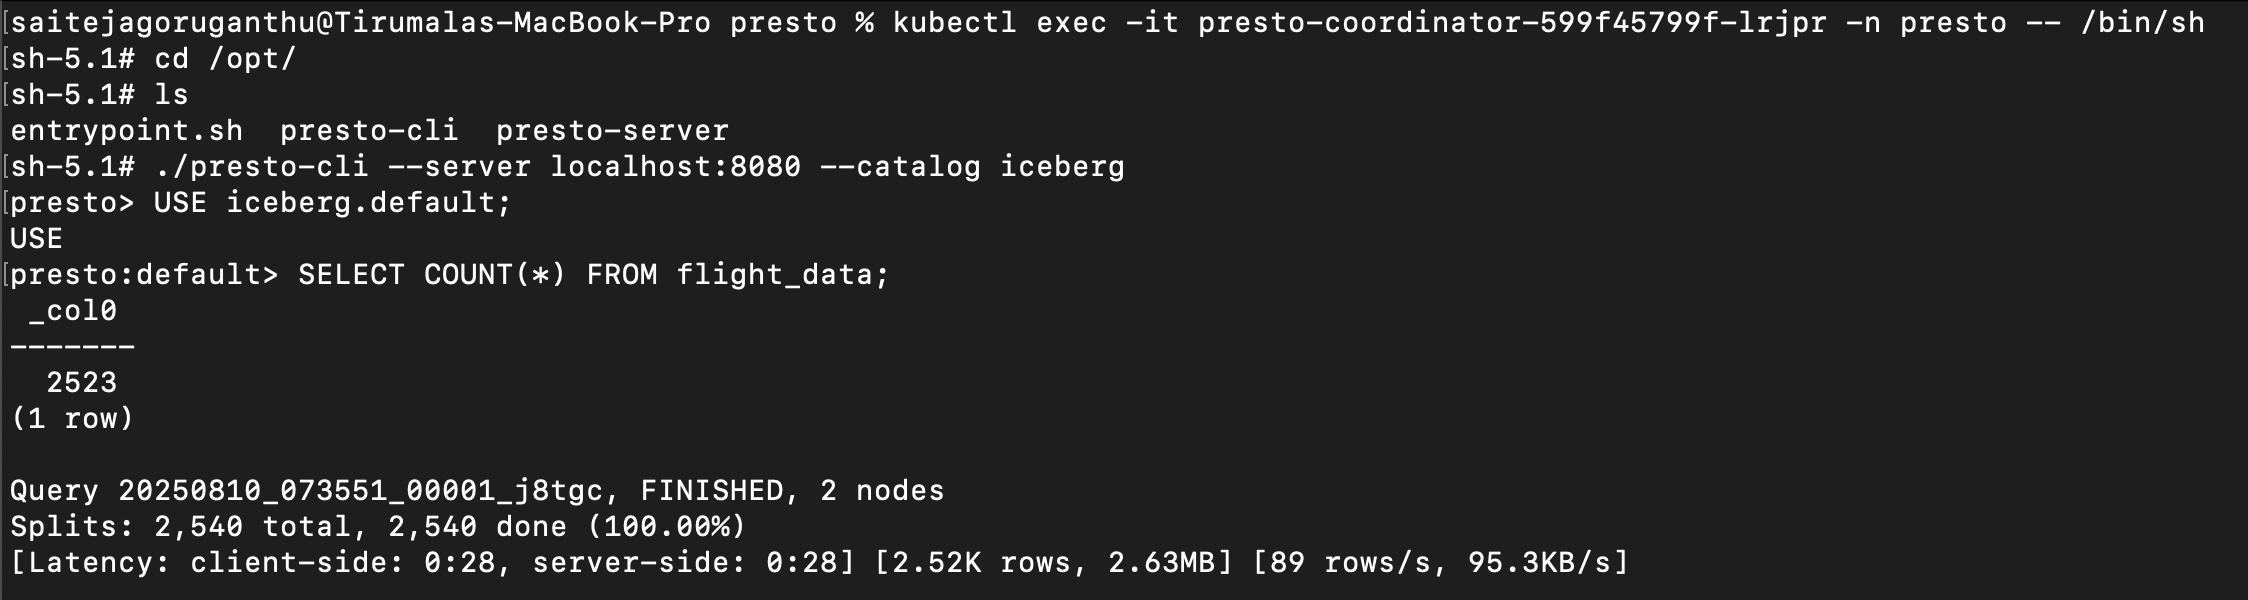 [saitejagoruganthu@Tirumalas-MacBook-Pro presto % kubectl exec -it presto-coordinator-599f45799f-lrjpr -n presto -- /bin/sh
[sh-5.1# cd /opt/
[sh-5.1# ls
entrypoint.sh  presto-cli  presto-server
[sh-5.1# ./presto-cli --server localhost:8080 --catalog iceberg
[presto> USE iceberg.default;
USE
[presto:default> SELECT COUNT(*) FROM flight_data;
 _col0
-------
  2523
(1 row)

Query 20250810_073551_00001_j8tgc, FINISHED, 2 nodes
Splits: 2,540 total, 2,540 done (100.00%)
[Latency: client-side: 0:28, server-side: 0:28] [2.52K rows, 2.63MB] [89 rows/s, 95.3KB/s]